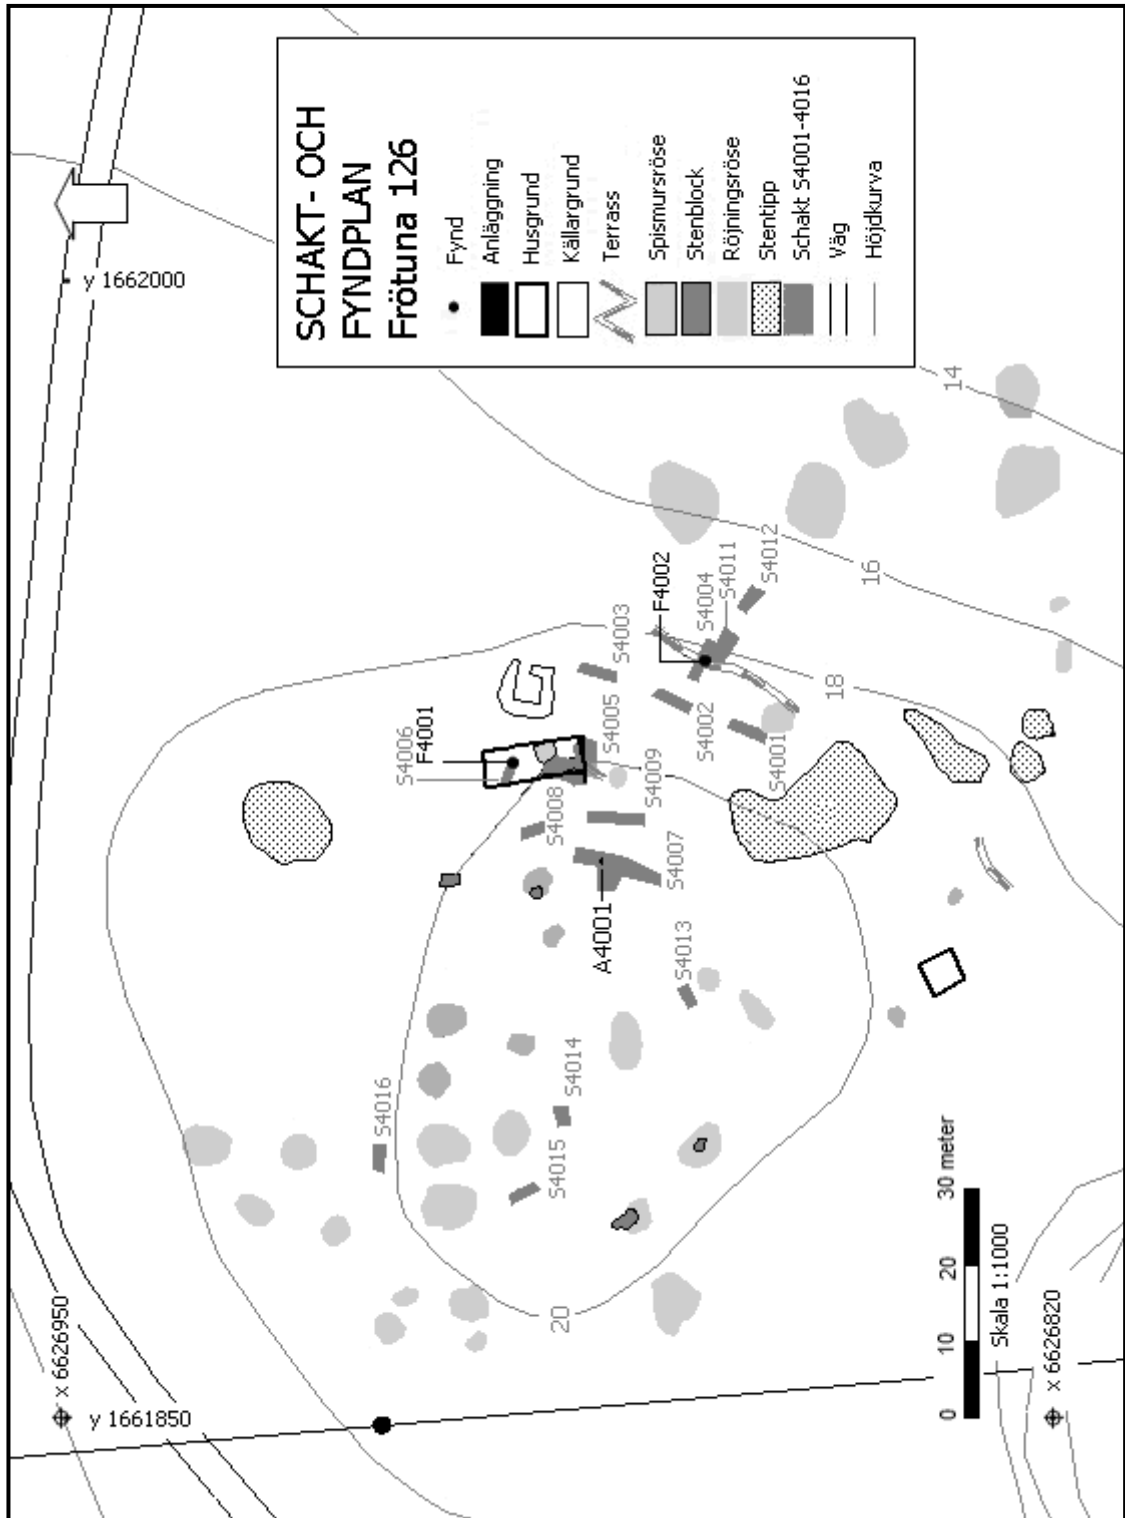 SCHAKT- OCH
FYNDPLAN
Frötuna 126
Fynd
Anläggning
Husgrund
Källargrund
Terrass
Spismursröse
Stenblock
Röjningsröse
Stentipp
Schakt S4001-4016
Väg
Höjdkurva
y 1662000
14
16
18
20
S4012
S4011
S4004
F4002
S4003
S4002
S4001
S4005
S4006
F4001
S4009
S4008
S4007
A4001
S4013
S4014
S4015
S4016
x 6626950
y 1661850
0 10 20 30 meter
Skala 1:1000
x 6626820